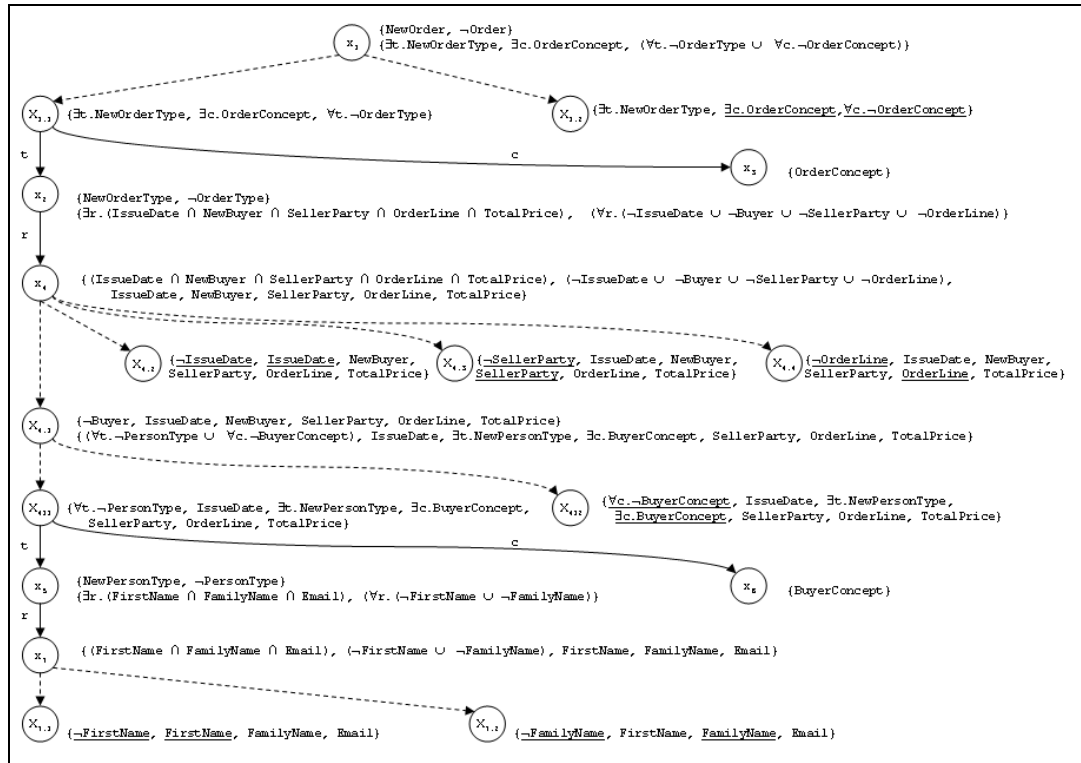 x₁
{NewOrder, ¬Order}
{∃t.NewOrderType, ∃c.OrderConcept, (∀t.¬OrderType ∪ ∀c.¬OrderConcept)}
X₁.₁ {∃t.NewOrderType, ∃c.OrderConcept, ∀t.¬OrderType}
X₁.₂ {∃t.NewOrderType, ∃c.OrderConcept,∀c.¬OrderConcept}
t
c
x₃ {OrderConcept}
x₂
{NewOrderType, ¬OrderType}
{∃r.(IssueDate ∩ NewBuyer ∩ SellerParty ∩ OrderLine ∩ TotalPrice), (∀r.(¬IssueDate ∪ ¬Buyer ∪ ¬SellerParty ∪ ¬OrderLine)}
r
x₄
{(IssueDate ∩ NewBuyer ∩ SellerParty ∩ OrderLine ∩ TotalPrice), (¬IssueDate ∪ ¬Buyer ∪ ¬SellerParty ∪ ¬OrderLine),
IssueDate, NewBuyer, SellerParty, OrderLine, TotalPrice}
X₄.₂ {¬IssueDate, IssueDate, NewBuyer,
SellerParty, OrderLine, TotalPrice}
X₄.₃ {¬SellerParty, IssueDate, NewBuyer,
SellerParty, OrderLine, TotalPrice}
X₄.₄ {¬OrderLine, IssueDate, NewBuyer,
SellerParty, OrderLine, TotalPrice}
X₄.₁
{¬Buyer, IssueDate, NewBuyer, SellerParty, OrderLine, TotalPrice}
{(∀t.¬PersonType ∪ ∀c.¬BuyerConcept), IssueDate, ∃t.NewPersonType, ∃c.BuyerConcept, SellerParty, OrderLine, TotalPrice}
X₄₁₁ {∀t.¬PersonType, IssueDate, ∃t.NewPersonType, ∃c.BuyerConcept,
SellerParty, OrderLine, TotalPrice}
X₄₁₂ {∀c.¬BuyerConcept, IssueDate, ∃t.NewPersonType,
∃c.BuyerConcept, SellerParty, OrderLine, TotalPrice}
t
c
x₅
{NewPersonType, ¬PersonType}
{∃r.(FirstName ∩ FamilyName ∩ Email), (∀r.(¬FirstName ∪ ¬FamilyName)}
x₆ {BuyerConcept}
r
x₇ {(FirstName ∩ FamilyName ∩ Email), (¬FirstName ∪ ¬FamilyName), FirstName, FamilyName, Email}
X₇.₁ {¬FirstName, FirstName, FamilyName, Email}
X₇.₂ {¬FamilyName, FirstName, FamilyName, Email}